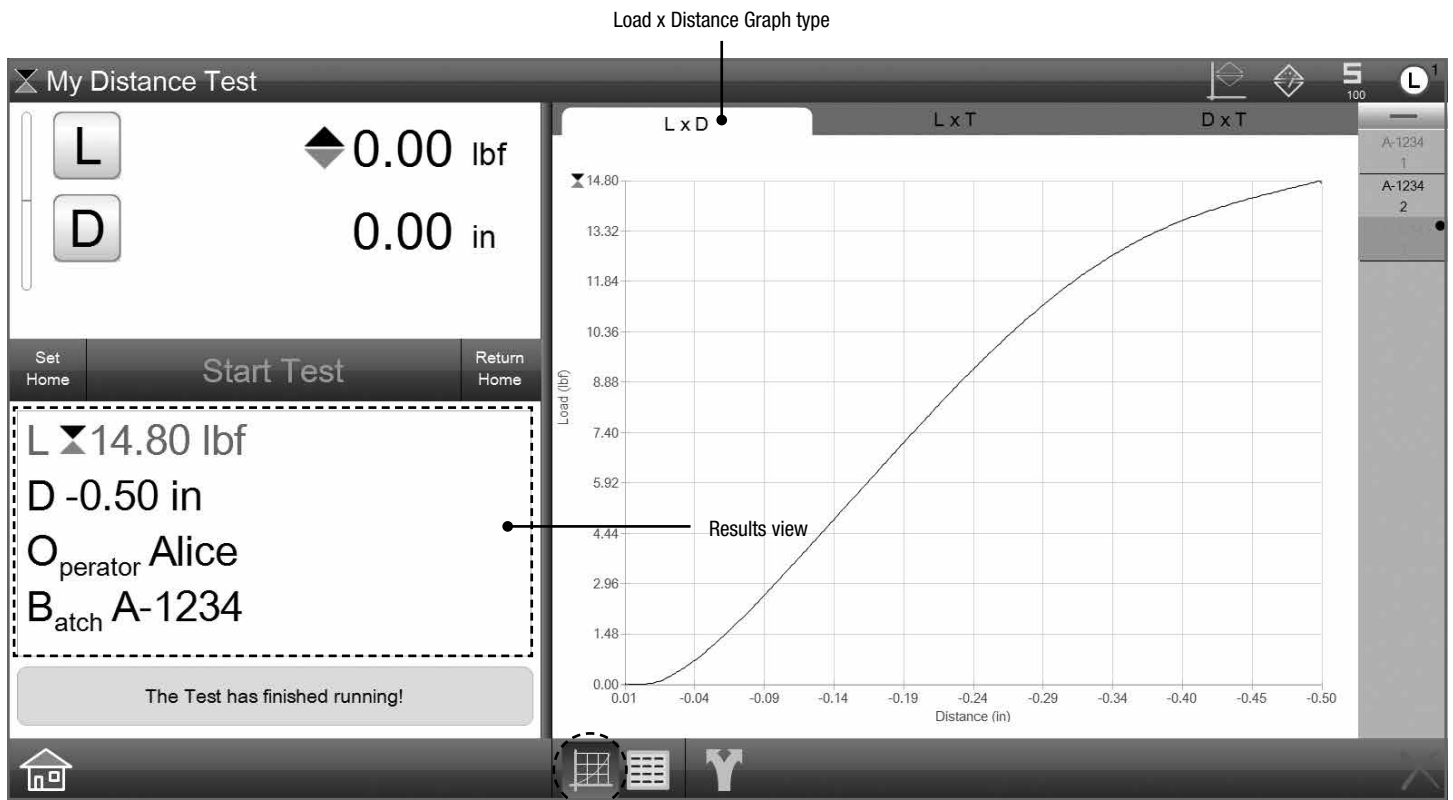 Load x Distance Graph type
My Distance Test
5
100
L
1
L
0.00 lbf
D
0.00 in
Set
Home
Start Test
Return
Home
L 14.80 lbf
D -0.50 in
Operator Alice
Batch A-1234
The Test has finished running!
L x D
L x T
D x T
14.80
13.32
11.84
10.36
8.88
7.40
5.92
4.44
2.96
1.48
0.00
Load (lbf)
0.01 -0.04 -0.09 -0.14 -0.19 -0.24 -0.29 -0.34 -0.40 -0.45 -0.50
Distance (in)
Results view
A-1234
1
A-1234
2